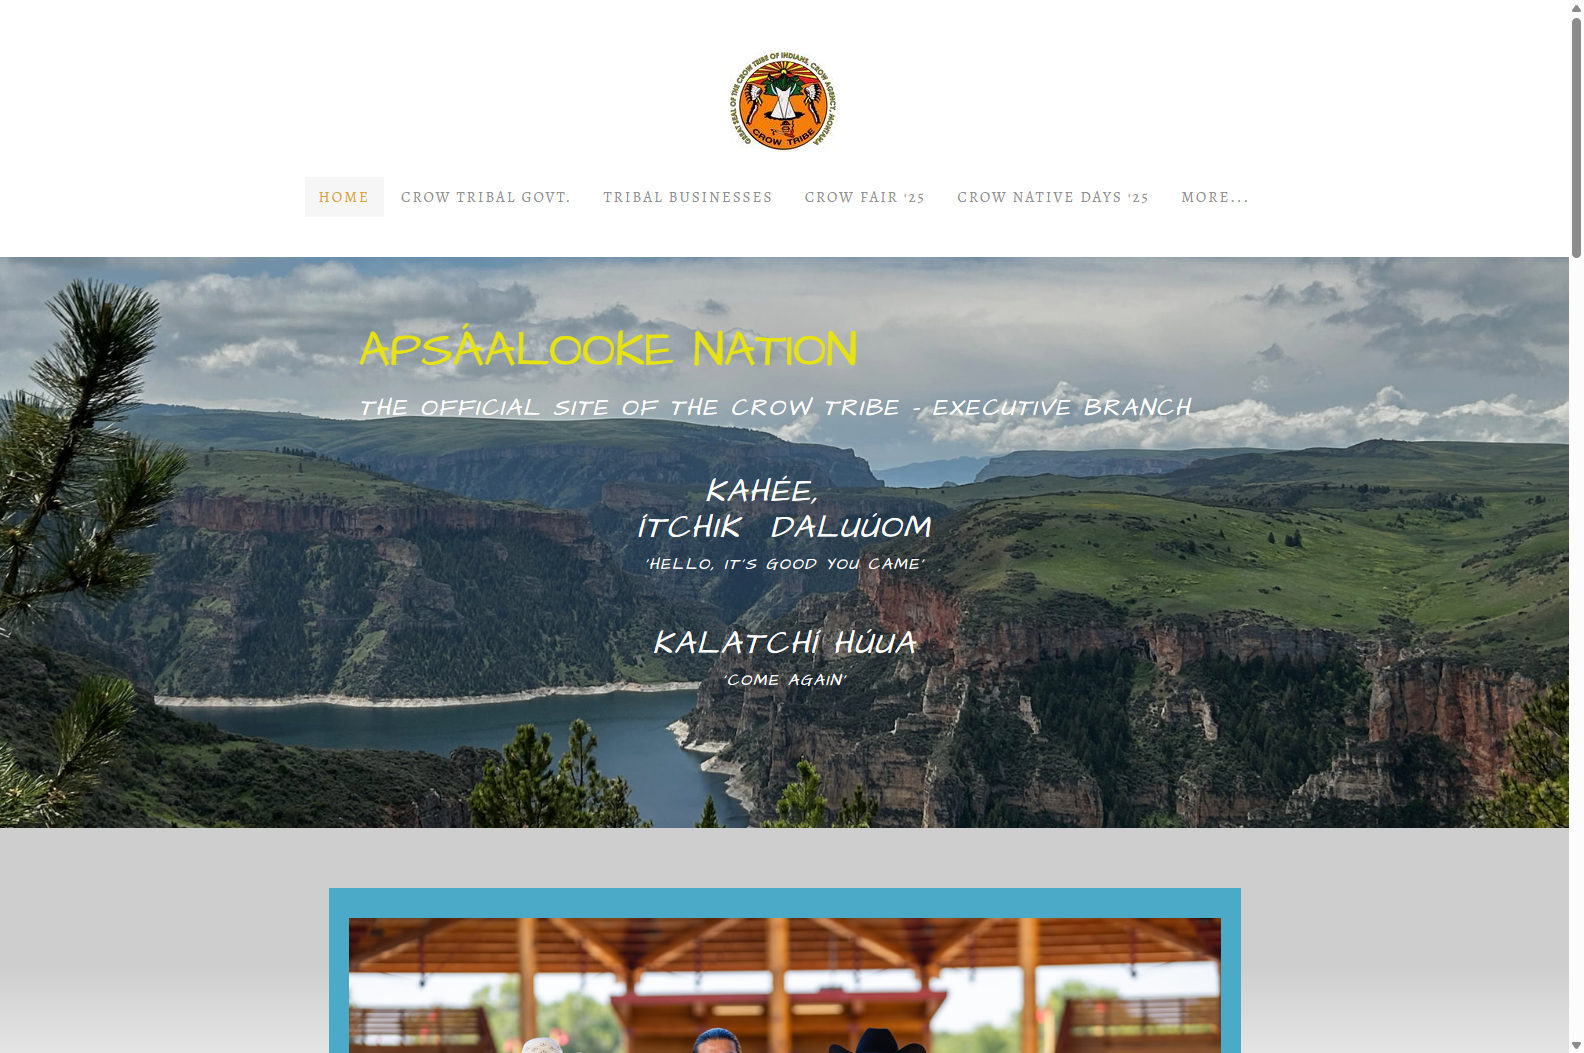 GREAT SEAL OF THE CROW TRIBE OF INDIANS, CROW AGENCY, MONTANA
CROW TRIBE
HOME
CROW TRIBAL GOVT.
TRIBAL BUSINESSES
CROW FAIR '25
CROW NATIVE DAYS '25
MORE...
APSÁALOOKE NATION
THE OFFICIAL SITE OF THE CROW TRIBE - EXECUTIVE BRANCH
KAHÉE,
ÍTCHIK DALUÚOM
'HELLO, IT'S GOOD YOU CAME'
KALATCHÍ HÚUA
'COME AGAIN'